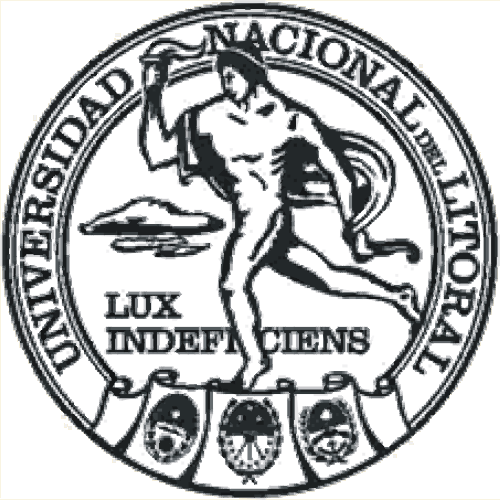 UNIVERSIDAD NACIONAL DEL LITORAL
LUX
INDEFICIENS